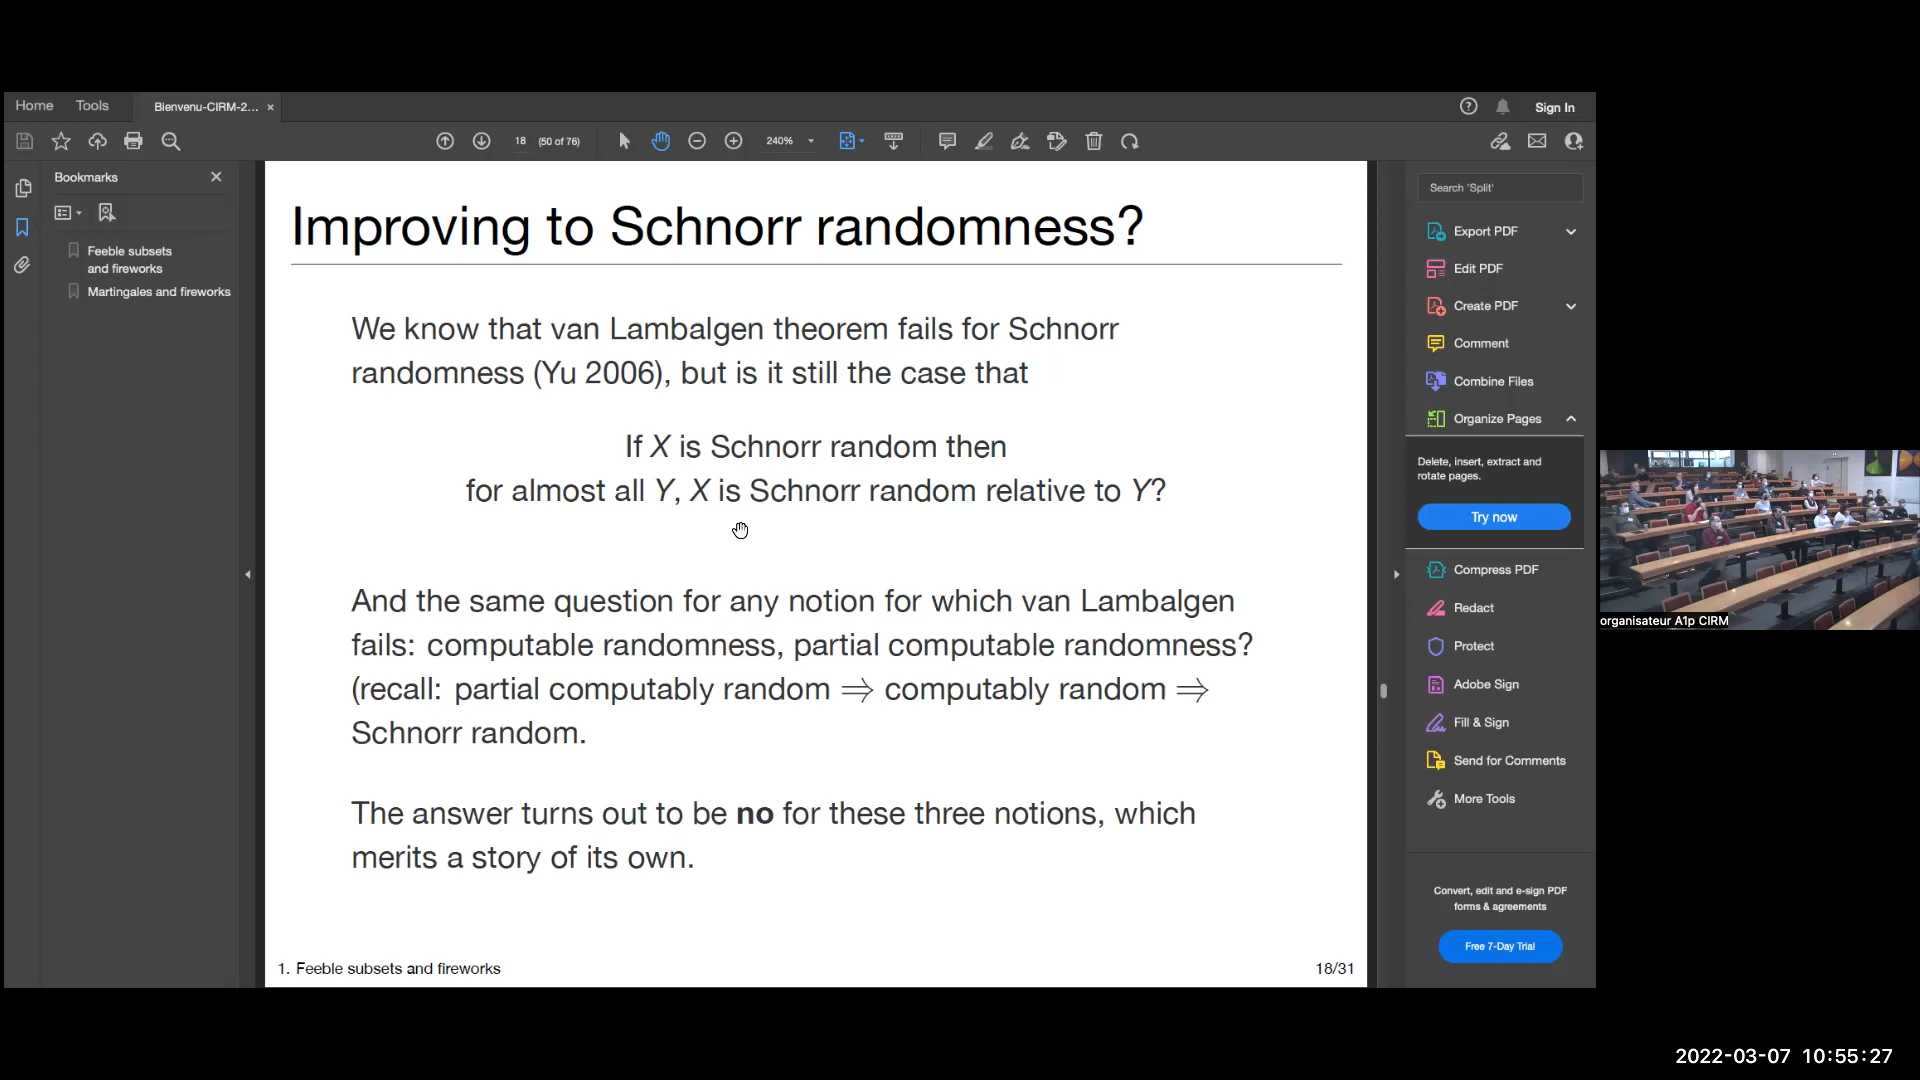 Home Tools Bienvenu-CIRM-2... × Sign In
18 (50 of 76) 240%
Bookmarks
Feeble subsets
and fireworks
Martingales and fireworks
Improving to Schnorr randomness?
We know that van Lambalgen theorem fails for Schnorr
randomness (Yu 2006), but is it still the case that
If X is Schnorr random then
for almost all Y, X is Schnorr random relative to Y?
And the same question for any notion for which van Lambalgen
fails: computable randomness, partial computable randomness?
(recall: partial computably random ⟹ computably random ⟹
Schnorr random.
The answer turns out to be no for these three notions, which
merits a story of its own.
1. Feeble subsets and fireworks 18/31
Search 'Split'
Export PDF
Edit PDF
Create PDF
Comment
Combine Files
Organize Pages
Delete, insert, extract and
rotate pages.
Try now
Compress PDF
Redact
Protect
Adobe Sign
Fill & Sign
Send for Comments
More Tools
Convert, edit and e-sign PDF
forms & agreements
Free 7-Day Trial
organisateur A1p CIRM
2022-03-07 10:55:27